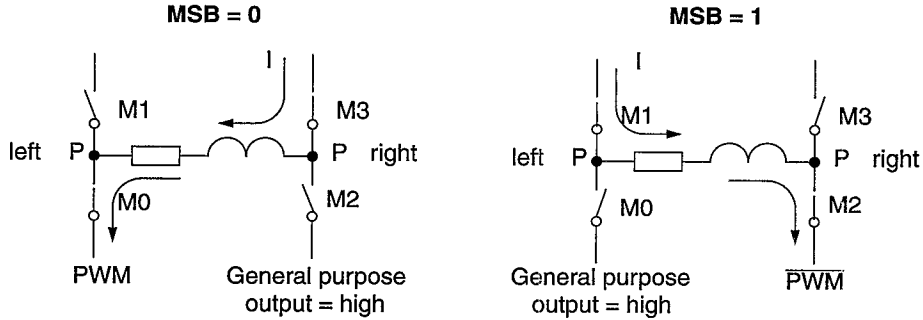 MSB = 0
MSB = 1
I
I
M1
M3
M1
M3
left
P
P
right
left
P
P
right
M0
M2
M0
M2
PWM
General purpose
output = high
General purpose
output = high
P̅W̅M̅